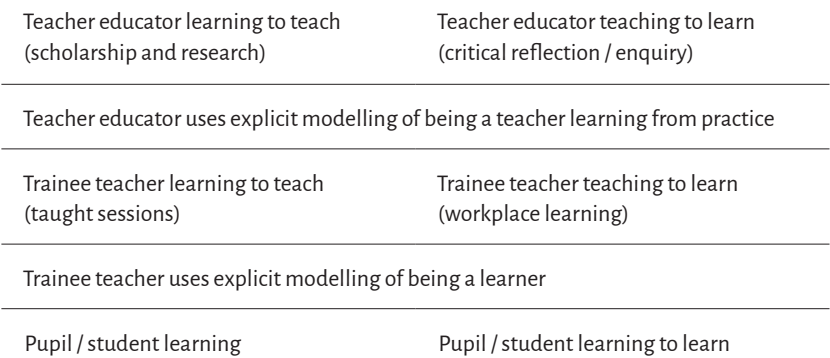 Teacher educator learning to teach
(scholarship and research)
Teacher educator teaching to learn
(critical reflection / enquiry)
Teacher educator uses explicit modelling of being a teacher learning from practice
Trainee teacher learning to teach
(taught sessions)
Trainee teacher teaching to learn
(workplace learning)
Trainee teacher uses explicit modelling of being a learner
Pupil / student learning
Pupil / student learning to learn